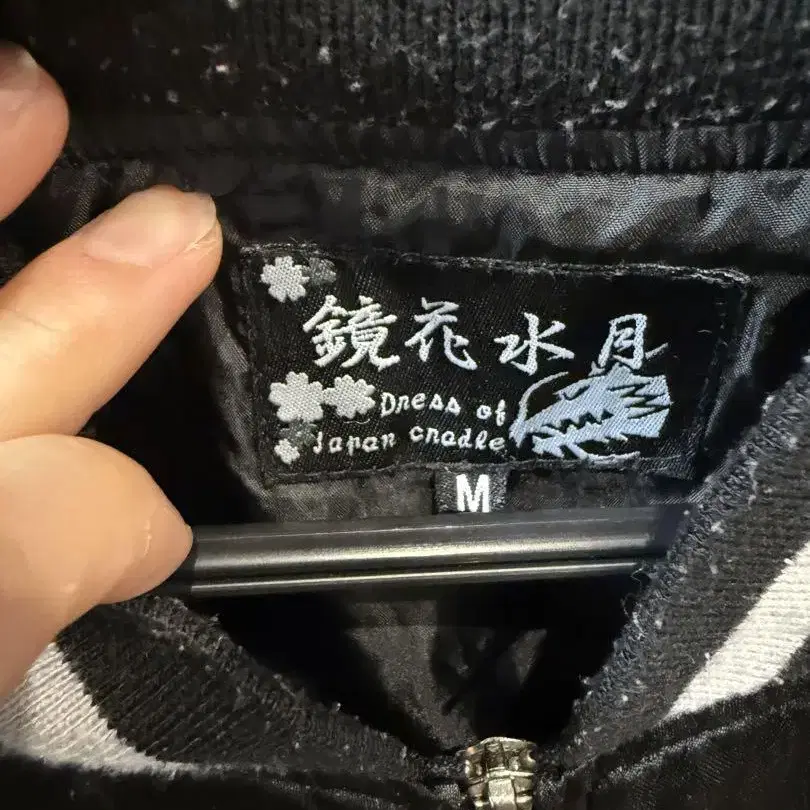 鏡花水月
Dress of
Japan cradle
M